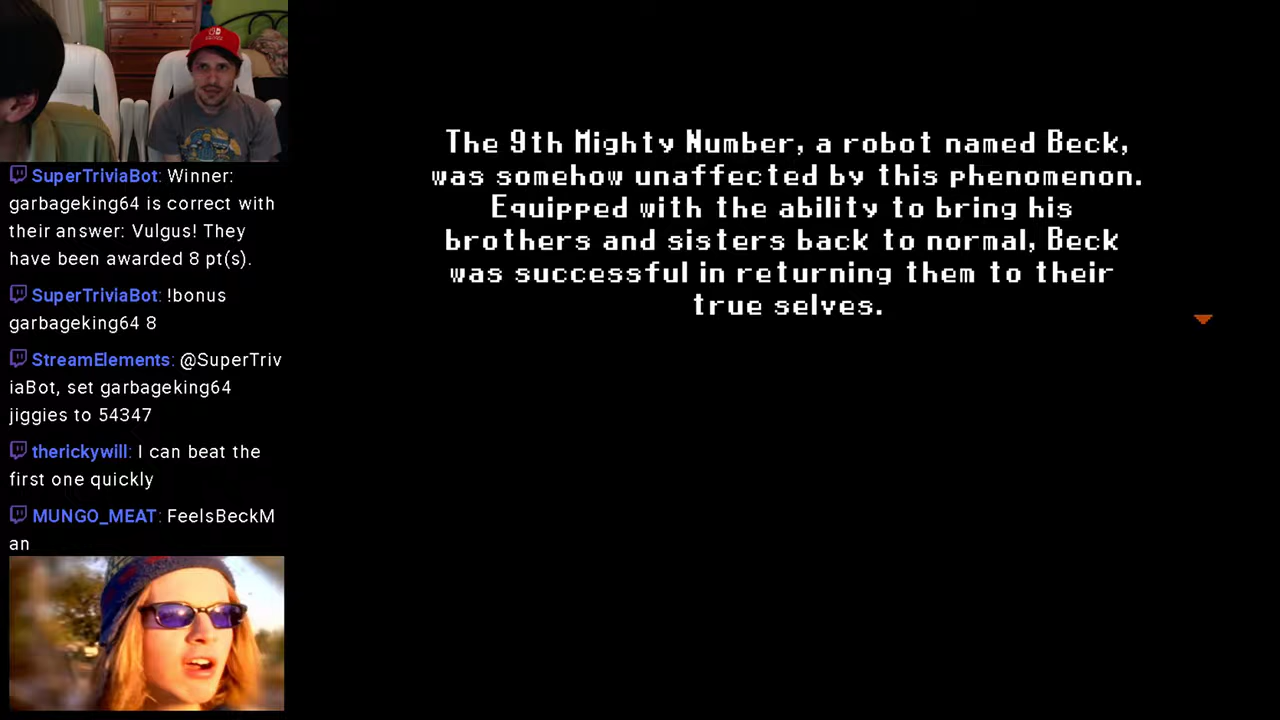 SuperTriviaBot: Winner:
garbageking64 is correct with
their answer: Vulgus! They
have been awarded 8 pt(s).
SuperTriviaBot: !bonus
garbageking64 8
StreamElements: @SuperTriv
iaBot, set garbageking64
jiggies to 54347
therickywill: I can beat the
first one quickly
MUNGO_MEAT: FeelsBeckM
an
The 9th Mighty Number, a robot named Beck,
was somehow unaffected by this phenomenon.
Equipped with the ability to bring his
brothers and sisters back to normal, Beck
was successful in returning them to their
true selves.